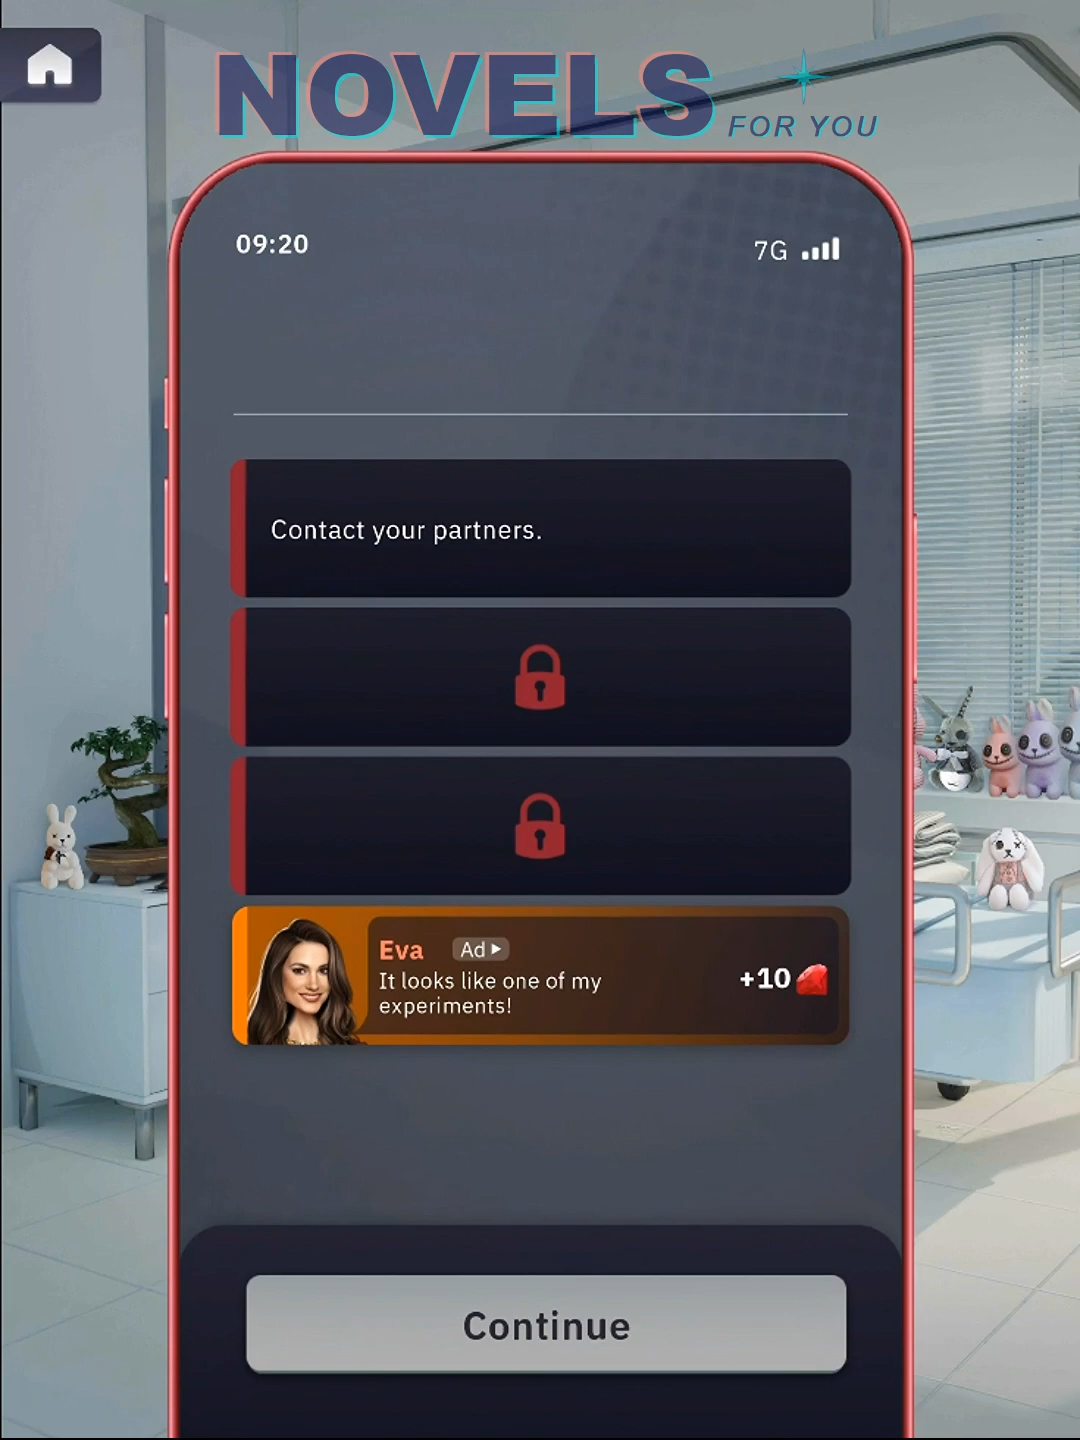 NOVELS
FOR YOU
09:20
7G
Contact your partners.
Eva
Ad
It looks like one of my
experiments!
+10
Continue